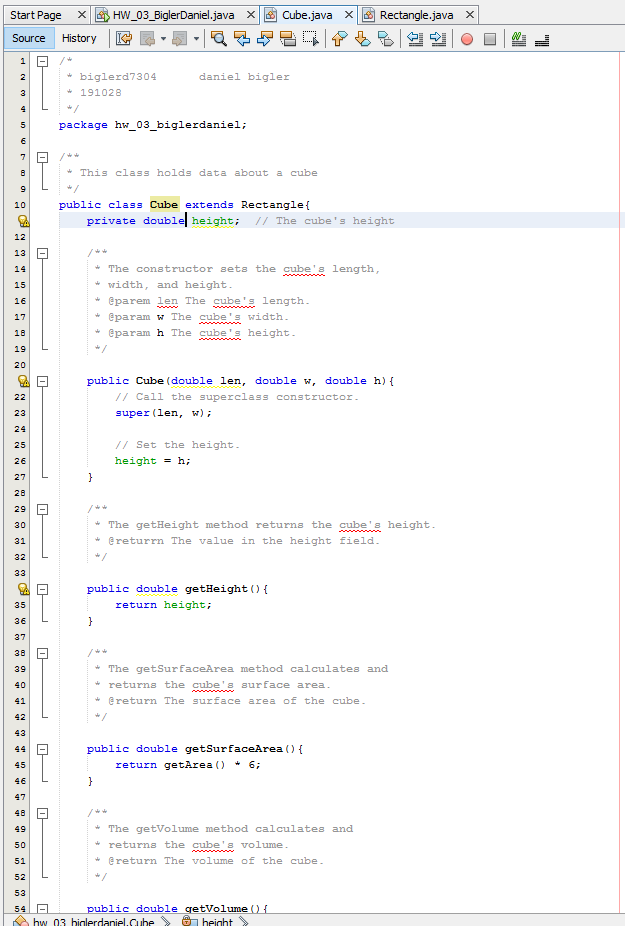 Start Page HW_03_BiglerDaniel.java Cube.java Rectangle.java
Source History
1 /*
2 * biglerd7304 daniel bigler
3 * 191028
4 */
5 package hw_03_biglerdaniel;
6
7 /**
8 * This class holds data about a cube
9 */
10 public class Cube extends Rectangle{
private double height; // The cube's height
12
13 /**
14 * The constructor sets the cube's length,
15 * width, and height.
16 * @parem len The cube's length.
17 * @param w The cube's width.
18 * @param h The cube's height.
19 */
20
public Cube(double len, double w, double h){
22 // Call the superclass constructor.
23 super(len, w);
24
25 // Set the height.
26 height = h;
27 }
28
29 /**
30 * The getHeight method returns the cube's height.
31 * @returrn The value in the height field.
32 */
33
public double getHeight(){
35 return height;
36 }
37
38 /**
39 * The getSurfaceArea method calculates and
40 * returns the cube's surface area.
41 * @return The surface area of the cube.
42 */
43
44 public double getSurfaceArea(){
45 return getArea() * 6;
46 }
47
48 /**
49 * The getVolume method calculates and
50 * returns the cube's volume.
51 * @return The volume of the cube.
52 */
53
54 public double getVolume(){
hw_03_biglerdaniel.Cube height